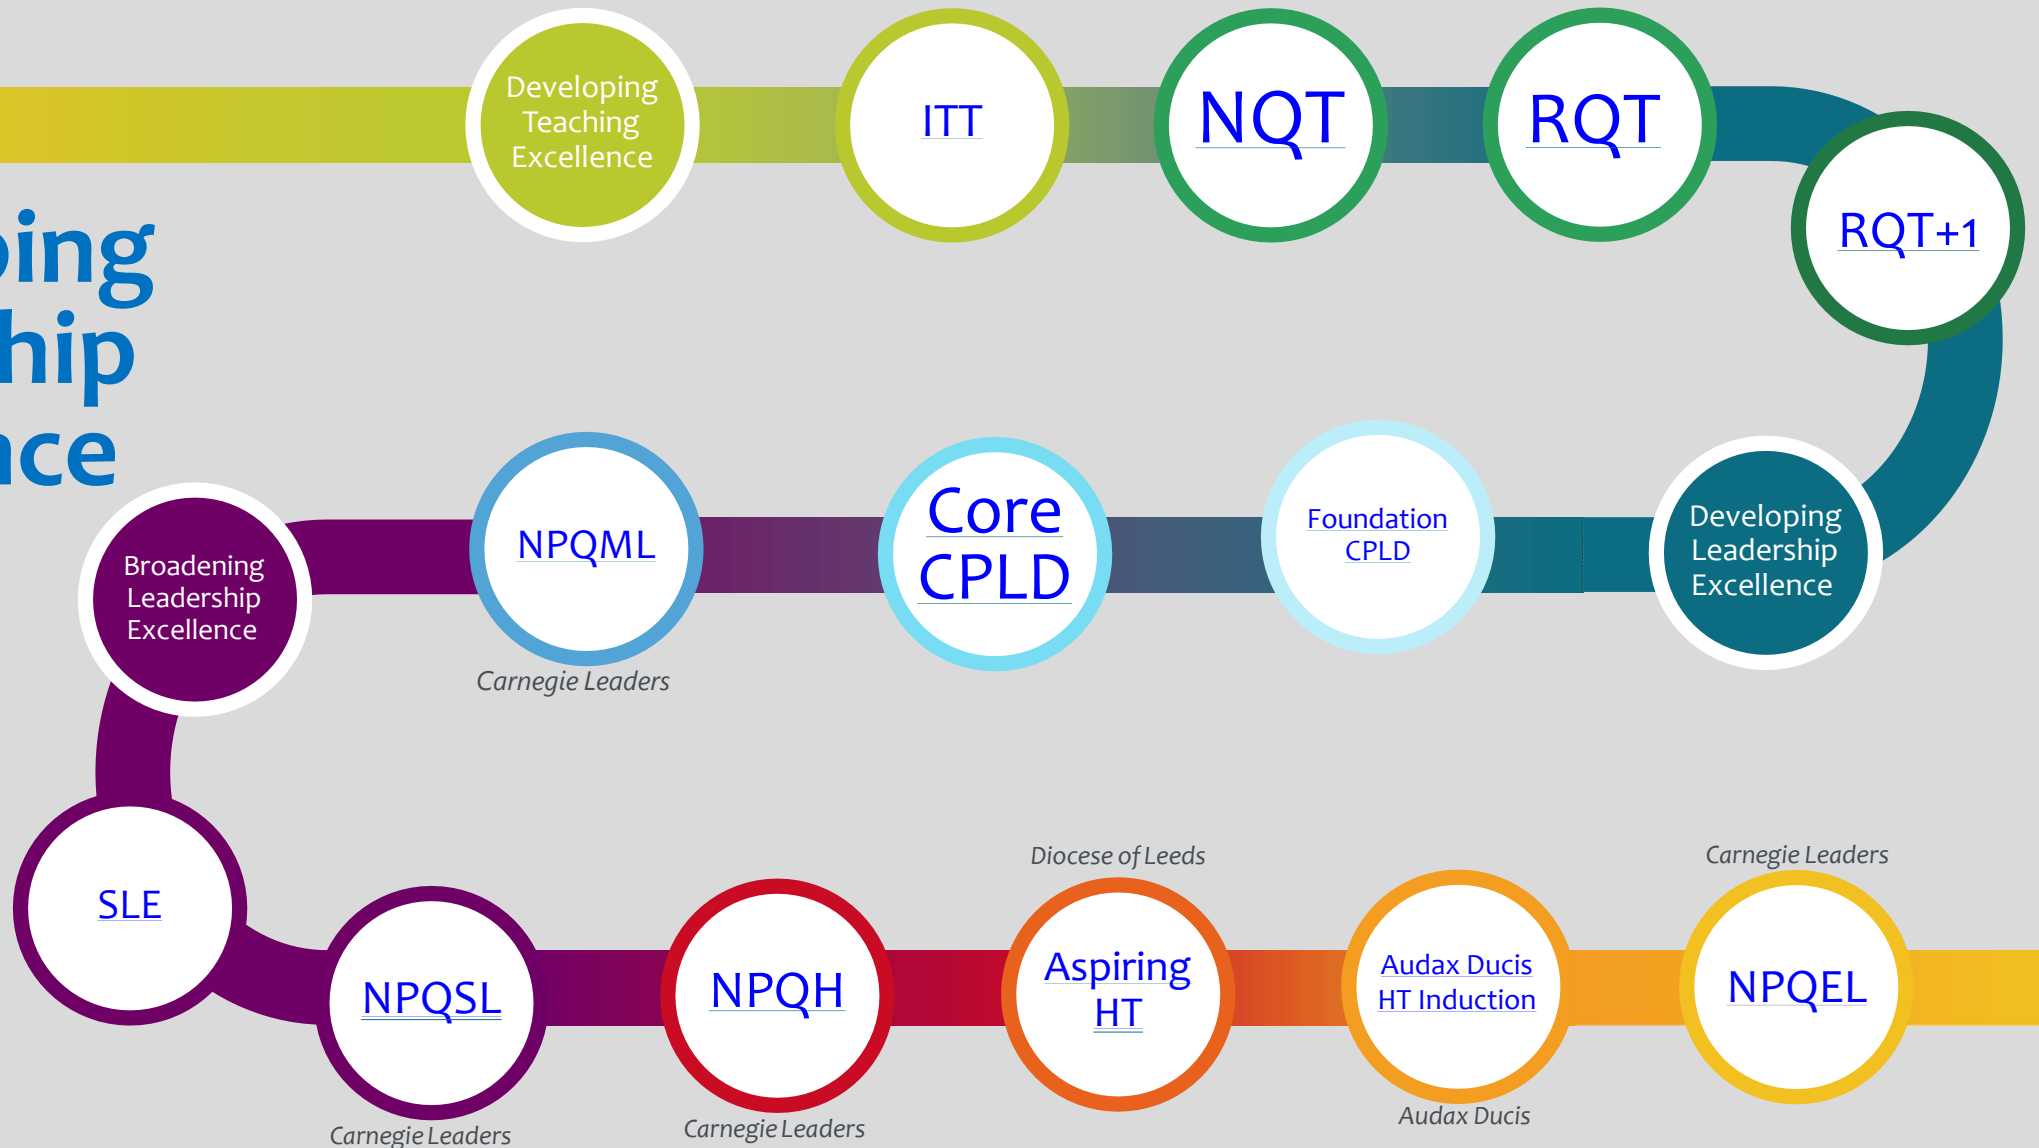 Developing
Teaching
Excellence
ITT
NQT
RQT
RQT+1
ing
hip
ce
Developing
Leadership
Excellence
Foundation
CPLD
Core
CPLD
NPQML
Carnegie Leaders
Broadening
Leadership
Excellence
SLE
NPQSL
Carnegie Leaders
NPQH
Carnegie Leaders
Diocese of Leeds
Aspiring
HT
Audax Ducis
HT Induction
Audax Ducis
Carnegie Leaders
NPQEL